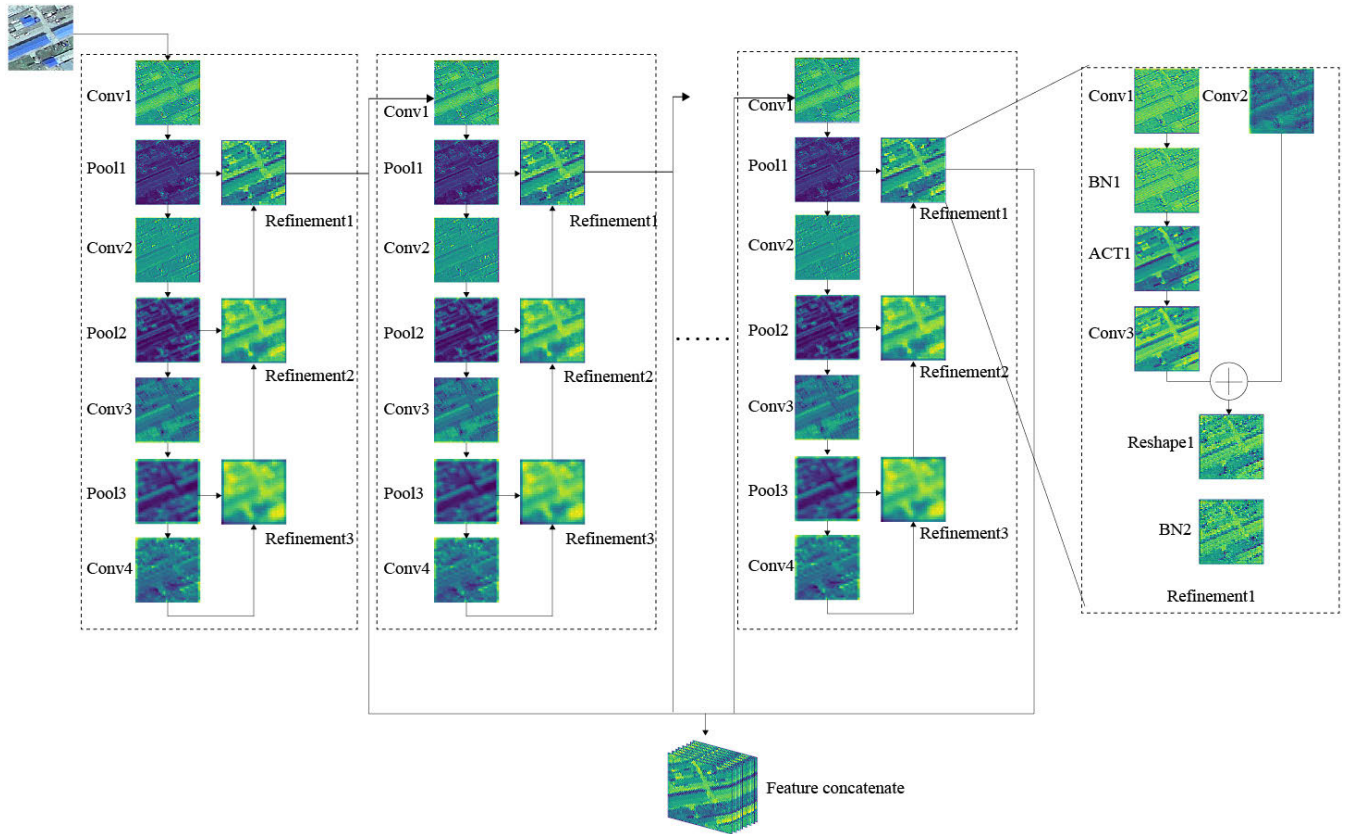 Conv1
Pool1
Refinement1
Conv2
Pool2
Refinement2
Conv3
Pool3
Refinement3
Conv4
Conv1
Pool1
Refinement1
Conv2
Pool2
Refinement2
Conv3
Pool3
Refinement3
Conv4
......
Conv1
Pool1
Refinement1
Conv2
Pool2
Refinement2
Conv3
Pool3
Refinement3
Conv4
Conv1
Conv2
BN1
ACT1
Conv3
Reshape1
BN2
Refinement1
Feature concatenate